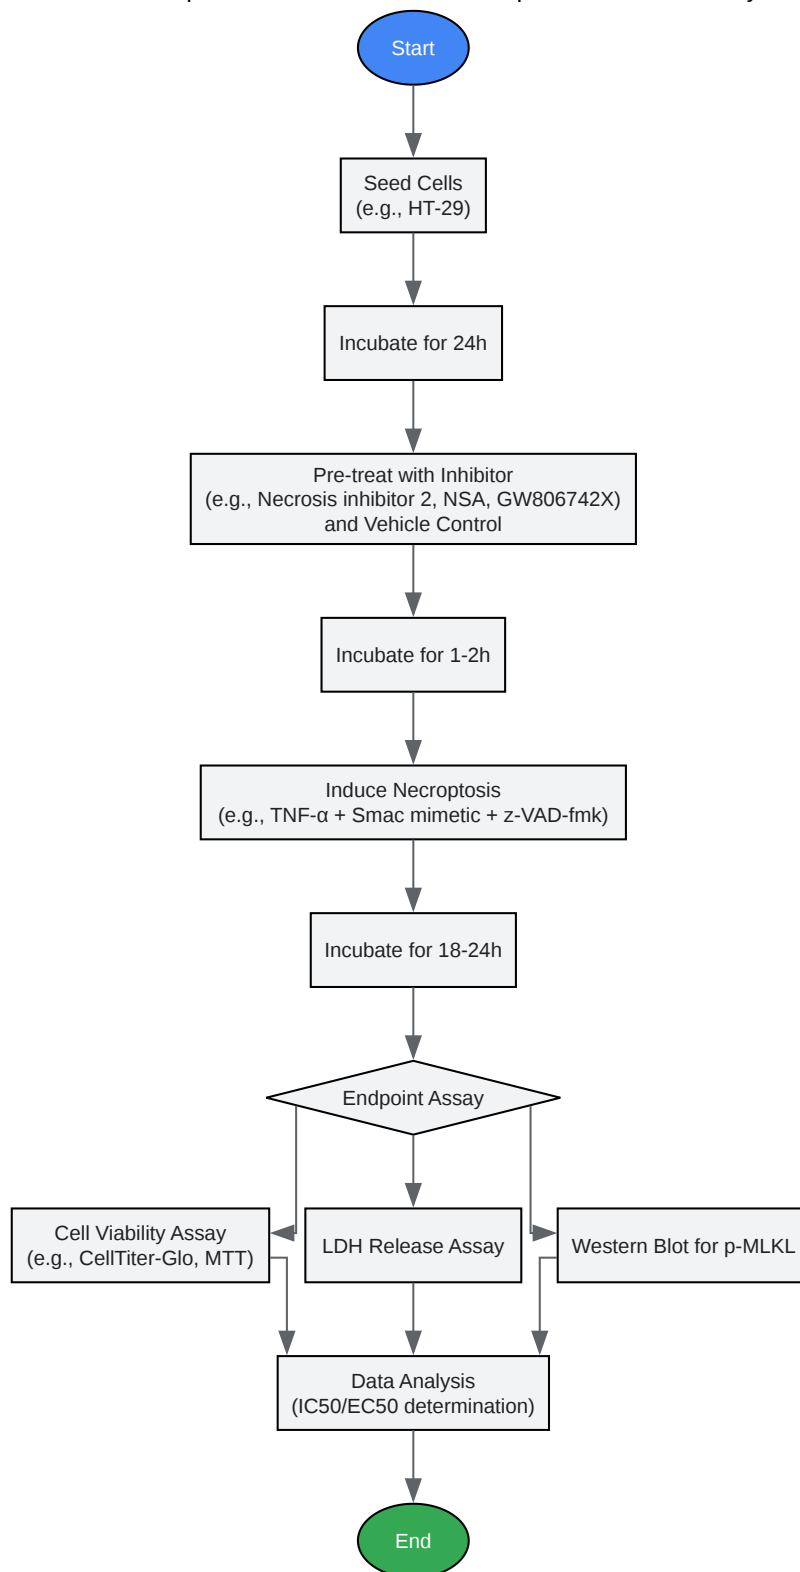 Start
Seed Cells
(e.g., HT-29)
Incubate for 24h
Pre-treat with Inhibitor
(e.g., Necrosis inhibitor 2, NSA, GW806742X)
and Vehicle Control
Incubate for 1-2h
Induce Necroptosis
(e.g., TNF-α + Smac mimetic + z-VAD-fmk)
Incubate for 18-24h
Endpoint Assay
Cell Viability Assay
(e.g., CellTiter-Glo, MTT)
LDH Release Assay
Western Blot for p-MLKL
Data Analysis
(IC50/EC50 determination)
End